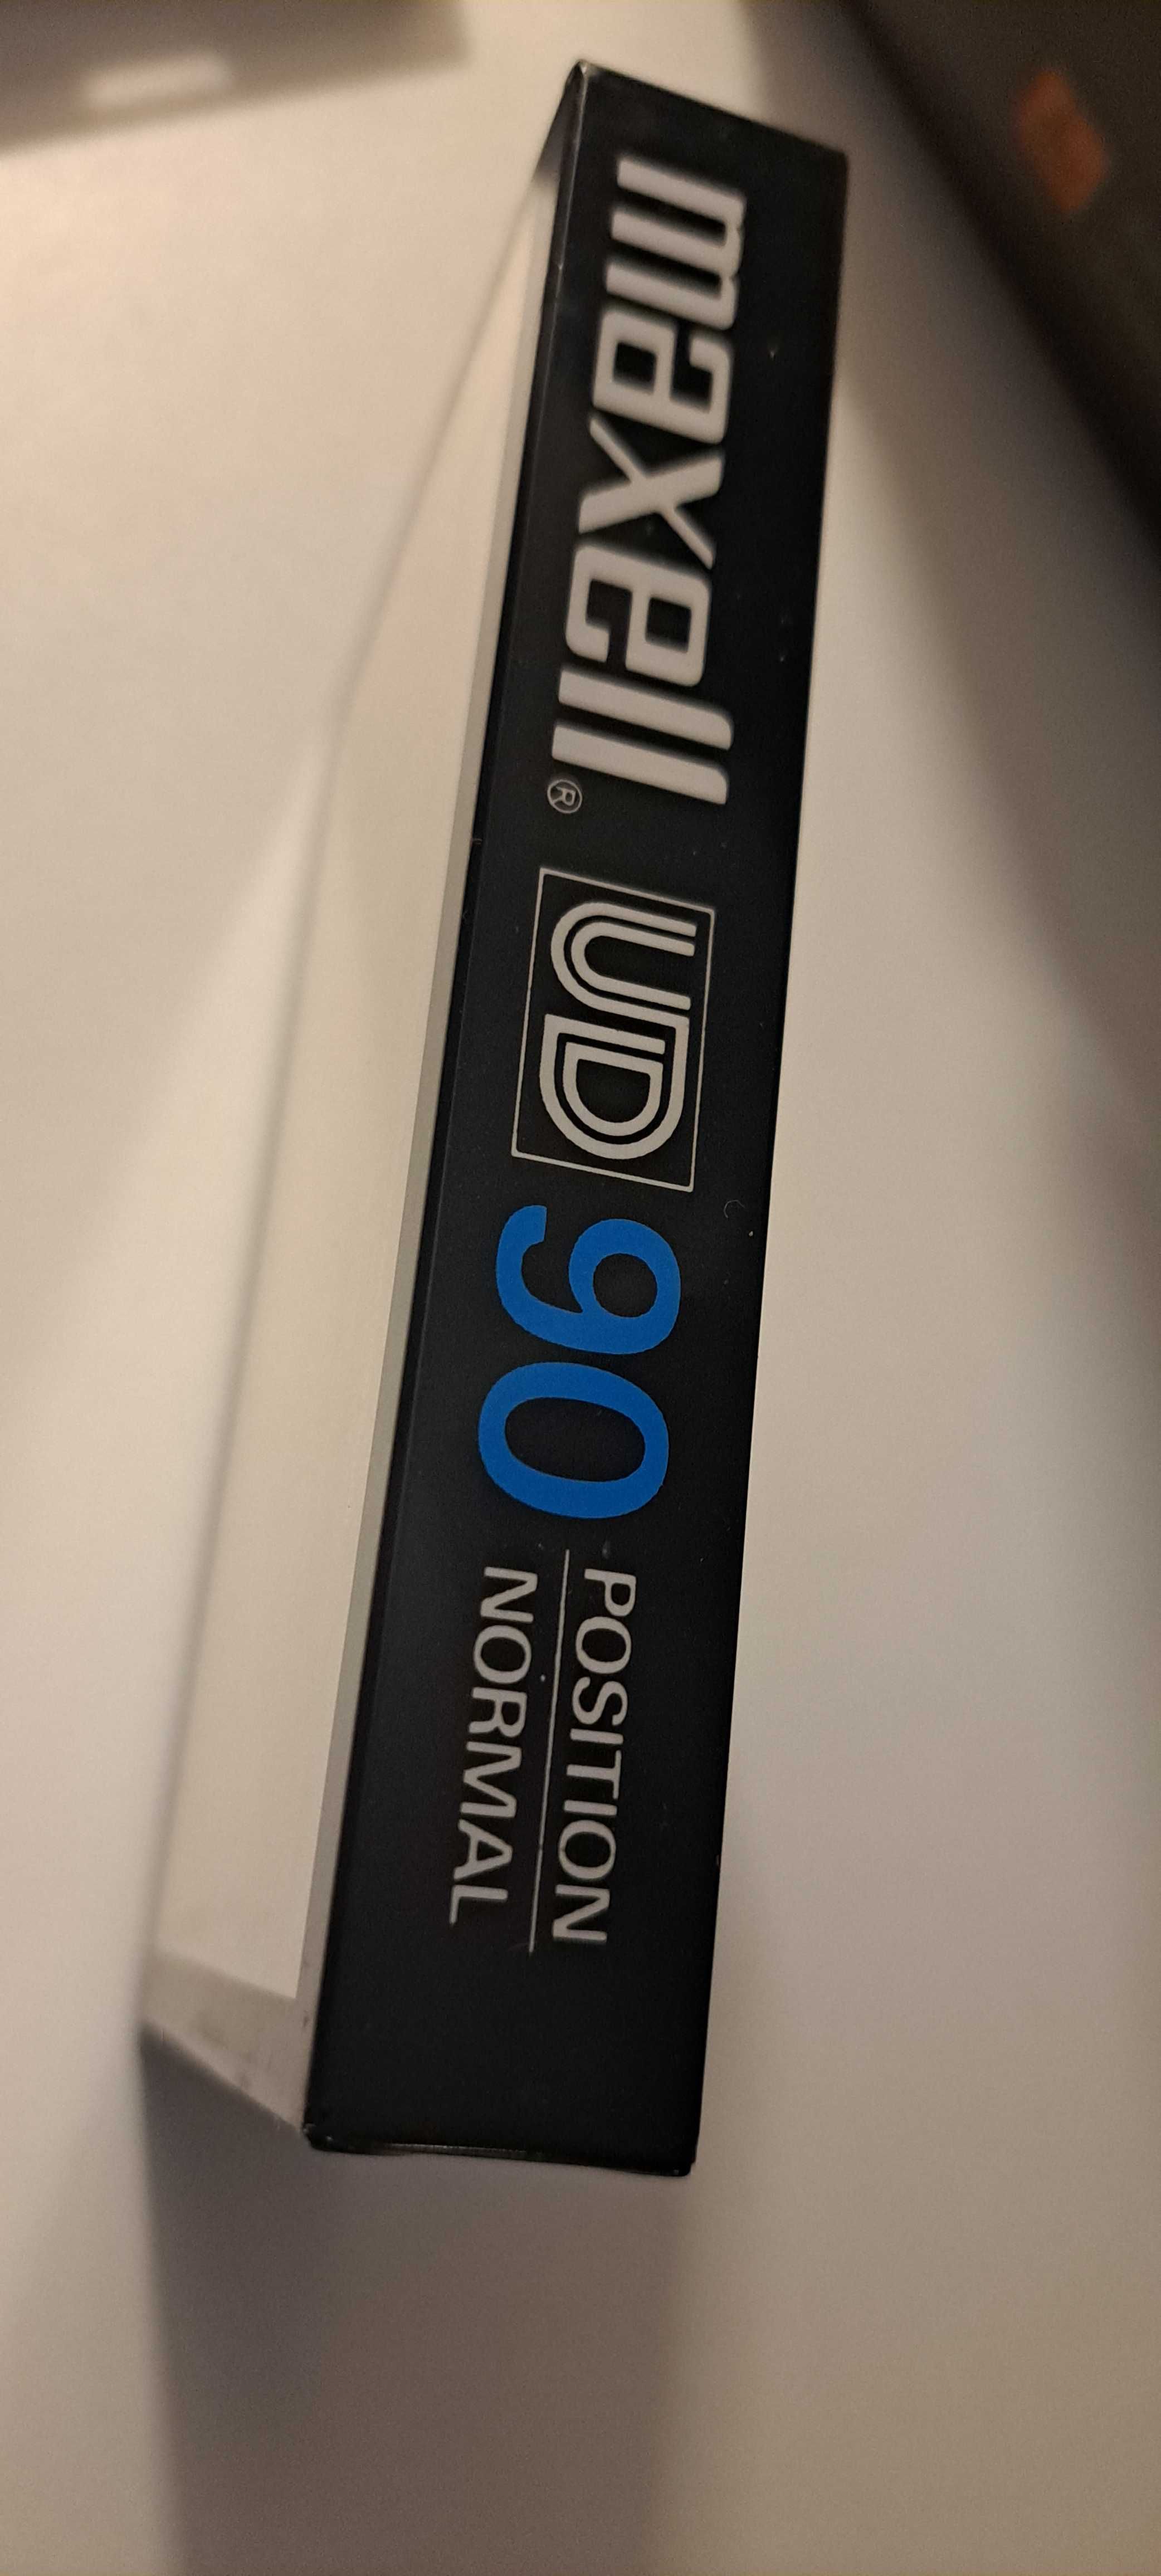 maxell® UD 90
POSITION
NORMAL